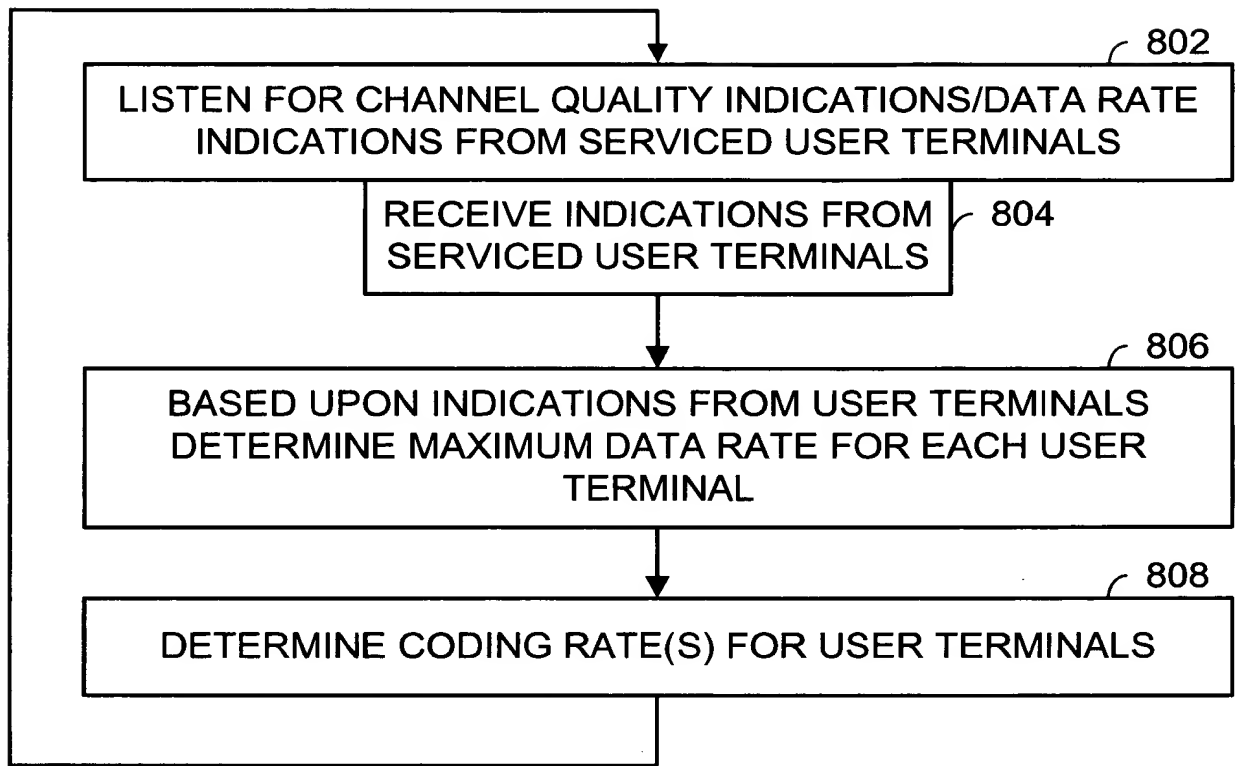 802
LISTEN FOR CHANNEL QUALITY INDICATIONS/DATA RATE
INDICATIONS FROM SERVICED USER TERMINALS
RECEIVE INDICATIONS FROM
SERVICED USER TERMINALS
804
806
BASED UPON INDICATIONS FROM USER TERMINALS
DETERMINE MAXIMUM DATA RATE FOR EACH USER
TERMINAL
808
DETERMINE CODING RATE(S) FOR USER TERMINALS